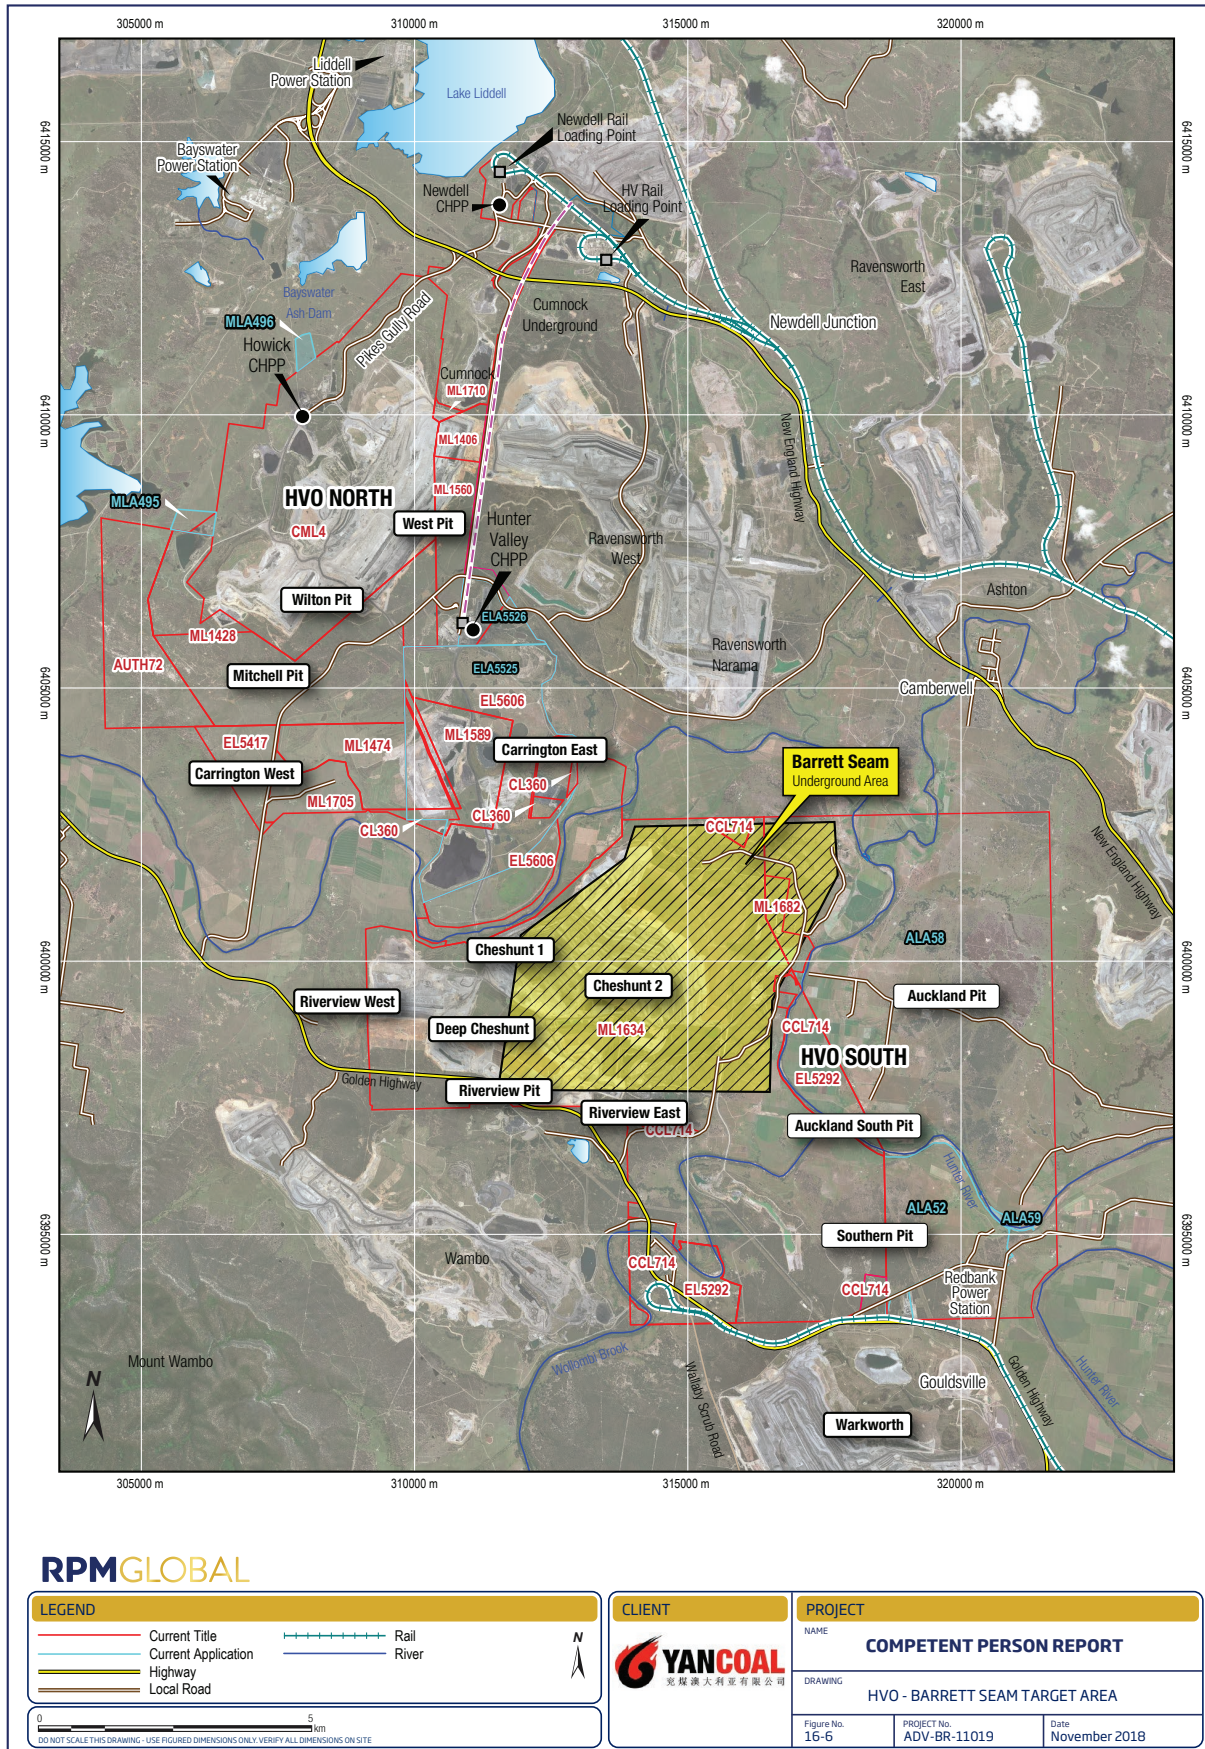 305000 m
310000 m
315000 m
320000 m
6415000 m
6410000 m
6405000 m
6400000 m
6395000 m
6415000 m
6410000 m
6405000 m
6400000 m
6395000 m
Liddell
Power Station
Lake Liddell
Newdell Rail
Loading Point
Bayswater
Power Station
Newdell
CHPP
HV Rail
Loading Point
Ravensworth
East
Bayswater
Ash Dam
MLA496
Howick
CHPP
Pikes Gully Road
Cumnock
Underground
Newdell Junction
Cumnock
ML1710
ML1406
ML1560
New England Highway
MLA495
HVO NORTH
CML4
West Pit
Hunter
Valley
CHPP
Ravensworth
West
Wilton Pit
ELA5526
Ashton
ML1428
AUTH72
Mitchell Pit
ELA5525
Ravensworth
Narama
Camberwell
EL5606
EL5417
ML1474
ML1589
Carrington East
Carrington West
CL360
Barrett Seam
Underground Area
ML1705
CL360
CL360
CCL714
EL5606
New England Highway
ML1682
ALA58
Cheshunt 1
Cheshunt 2
Riverview West
Auckland Pit
Deep Cheshunt
ML1634
CCL714
HVO SOUTH
Golden Highway
EL5292
Riverview Pit
Riverview East
CCL714
Auckland South Pit
Hunter River
ALA52
ALA59
Southern Pit
Wambo
CCL714
EL5292
CCL714
Redbank
Power
Station
Mount Wambo
Wollombi Brook
Wallaby Scrub Road
Gouldsville
Golden Highway
Hunter River
Warkworth
N
305000 m
310000 m
315000 m
320000 m
RPMGLOBAL
LEGEND
Current Title
Current Application
Highway
Local Road
Rail
River
N
0
5
km
DO NOT SCALE THIS DRAWING - USE FIGURED DIMENSIONS ONLY. VERIFY ALL DIMENSIONS ON SITE
CLIENT
YANCOAL
兖煤澳大利亚有限公司
PROJECT
NAME
COMPETENT PERSON REPORT
DRAWING
HVO - BARRETT SEAM TARGET AREA
Figure No.
16-6
PROJECT No.
ADV-BR-11019
Date
November 2018